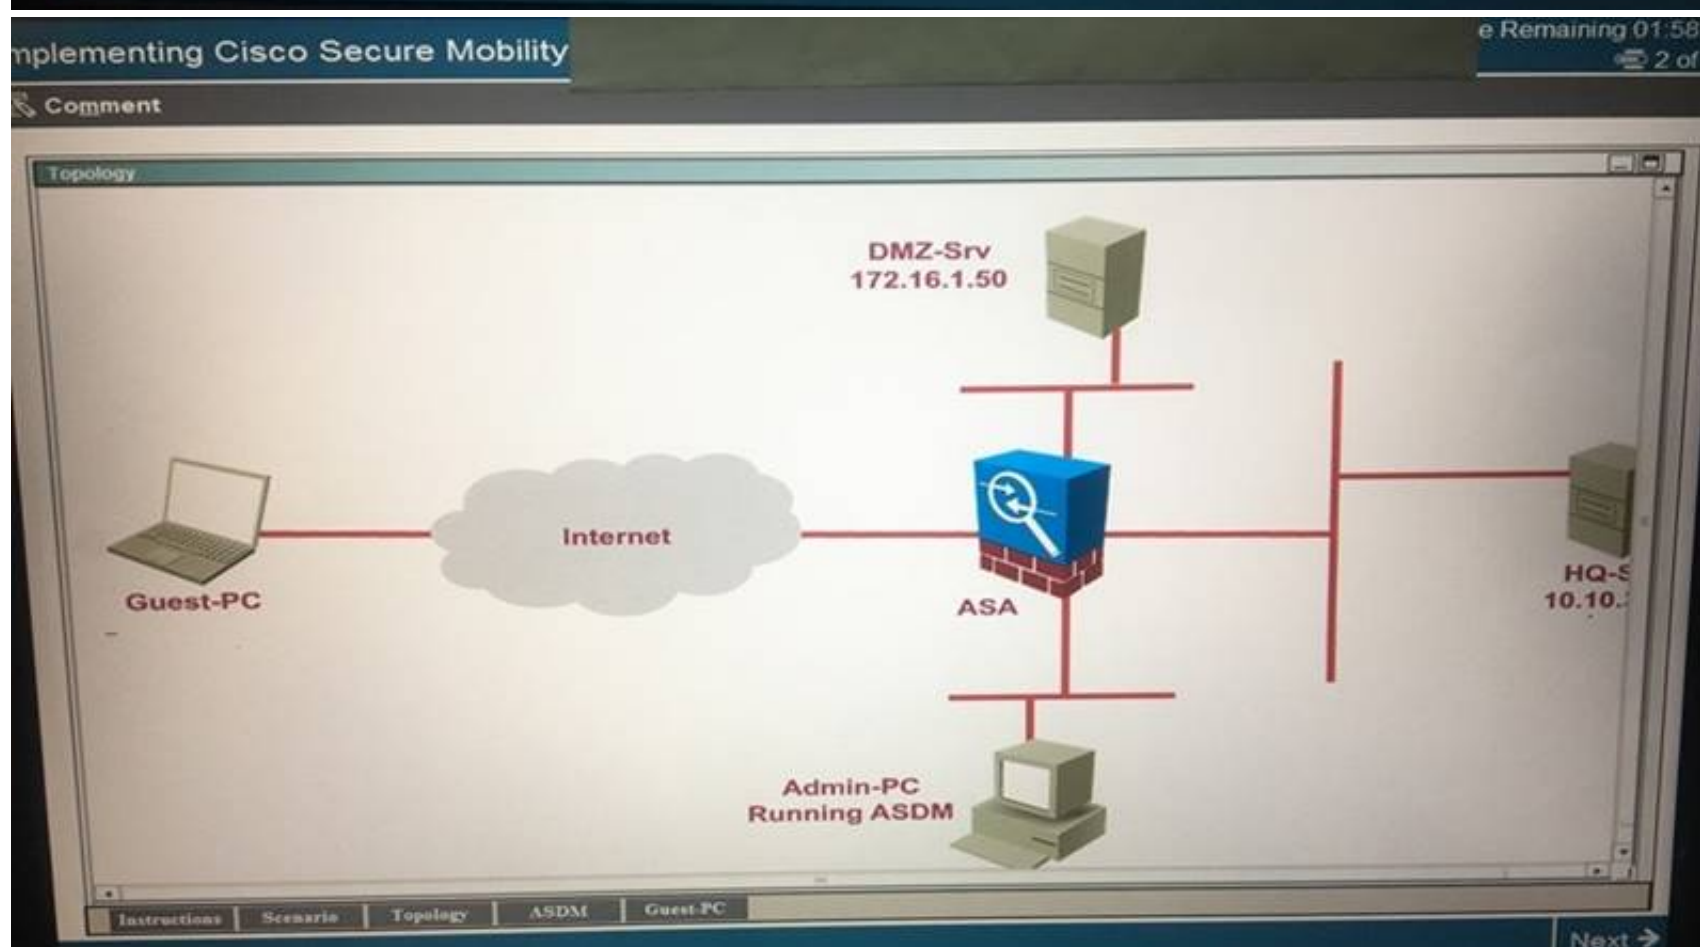 mplementing Cisco Secure Mobility
e Remaining 01:58
2 of
Comment
Topology
DMZ-Srv
172.16.1.50
Internet
Guest-PC
ASA
HQ-S
10.10.
Admin-PC
Running ASDM
Instructions
Scenario
Topology
ASDM
Guest-PC
Next